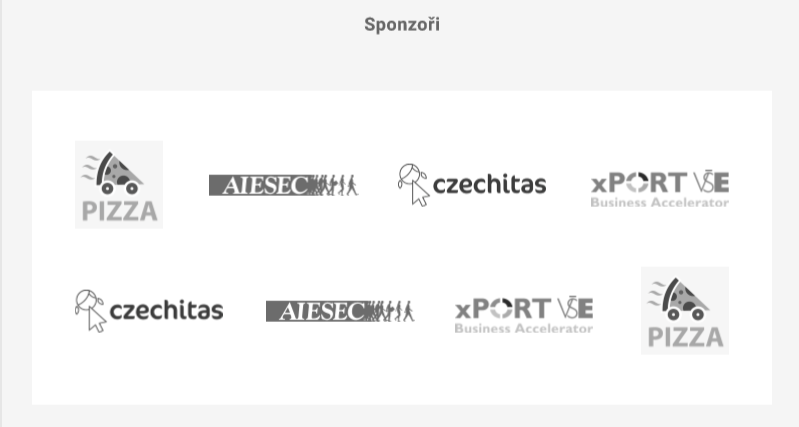 Sponzoři
PIZZA
AIESEC
czechitas
xPORT VŠE
Business Accelerator
czechitas
AIESEC
xPORT VŠE
Business Accelerator
PIZZA